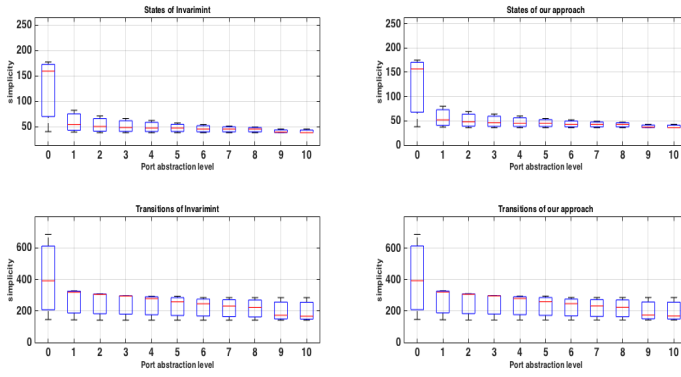 States of Invarimint
250
200
150
100
50
simplicity
0 1 2 3 4 5 6 7 8 9 10
Port abstraction level
States of our approach
250
200
150
100
50
0
simplicity
0 1 2 3 4 5 6 7 8 9 10
Port abstraction level
Transitions of Invarimint
600
400
200
0
simplicity
0 1 2 3 4 5 6 7 8 9 10
Port abstraction level
Transitions of our approach
600
400
200
0
simplicity
0 1 2 3 4 5 6 7 8 9 10
Port abstraction level